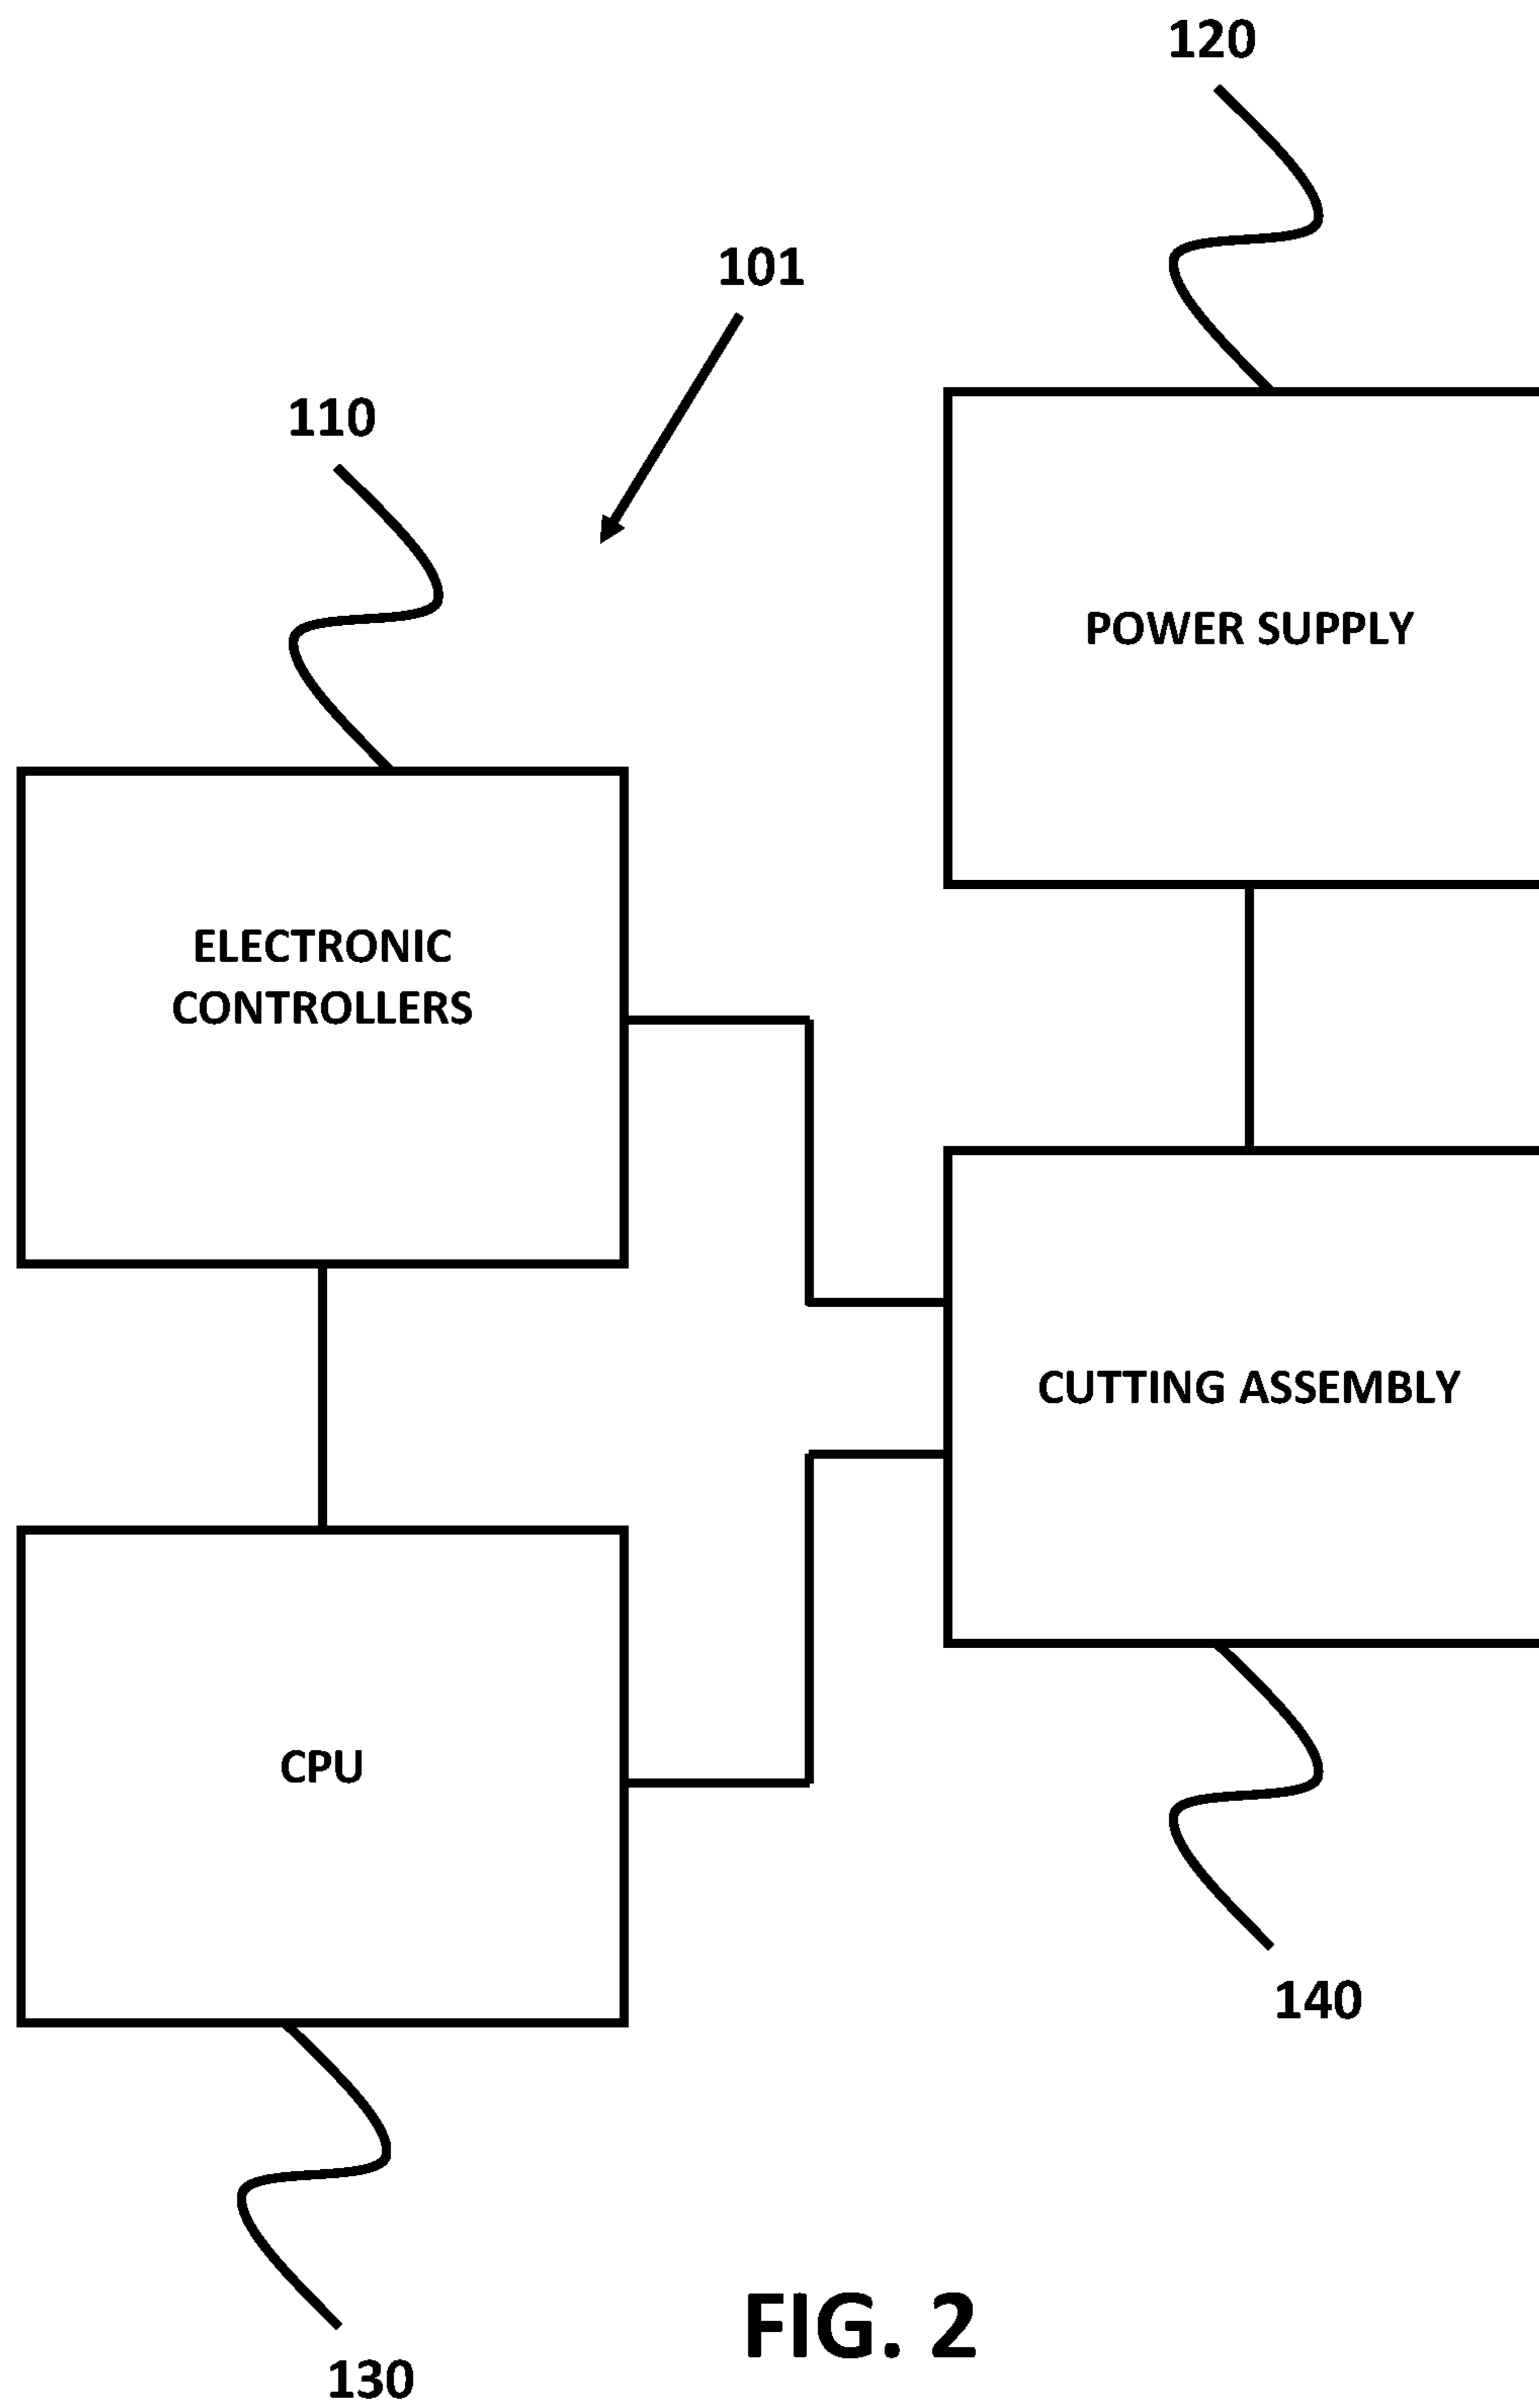 120
101
110
POWER SUPPLY
ELECTRONIC
CONTROLLERS
CUTTING ASSEMBLY
CPU
140
FIG. 2
130